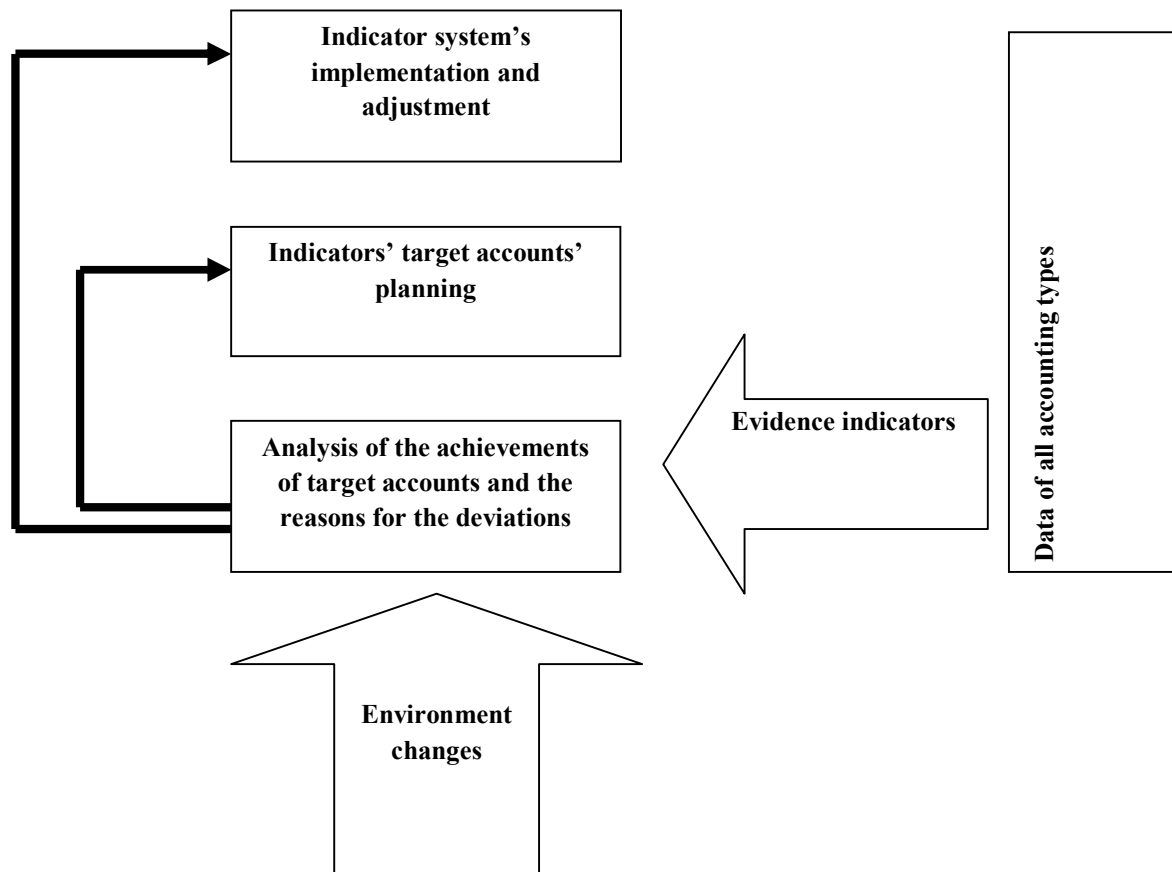 Indicator system’s
implementation and
adjustment
Indicators’ target accounts’
planning
Analysis of the achievements
of target accounts and the
reasons for the deviations
Evidence indicators
Data of all accounting types
Environment
changes